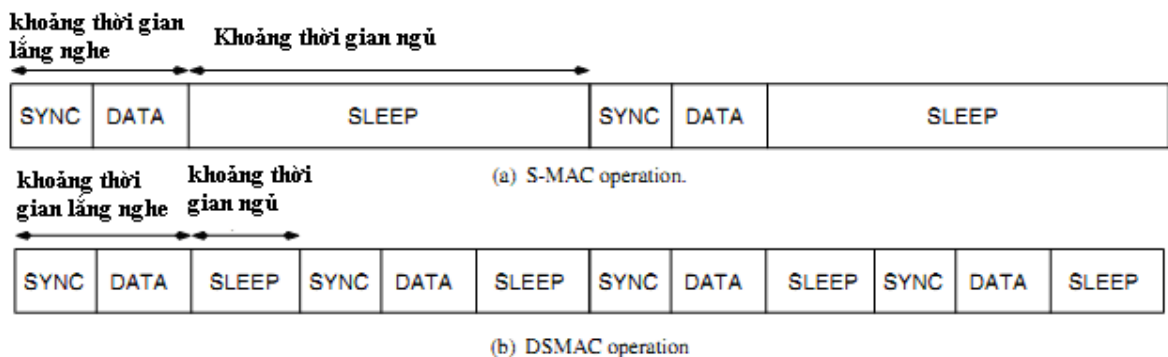 khoảng thời gian
lắng nghe
Khoảng thời gian ngủ
SYNC DATA SLEEP SYNC DATA SLEEP
(a) S-MAC operation.
khoảng thời
gian lắng nghe
khoảng thời
gian ngủ
SYNC DATA SLEEP SYNC DATA SLEEP SYNC DATA SLEEP SYNC DATA SLEEP
(b) DSMAC operation